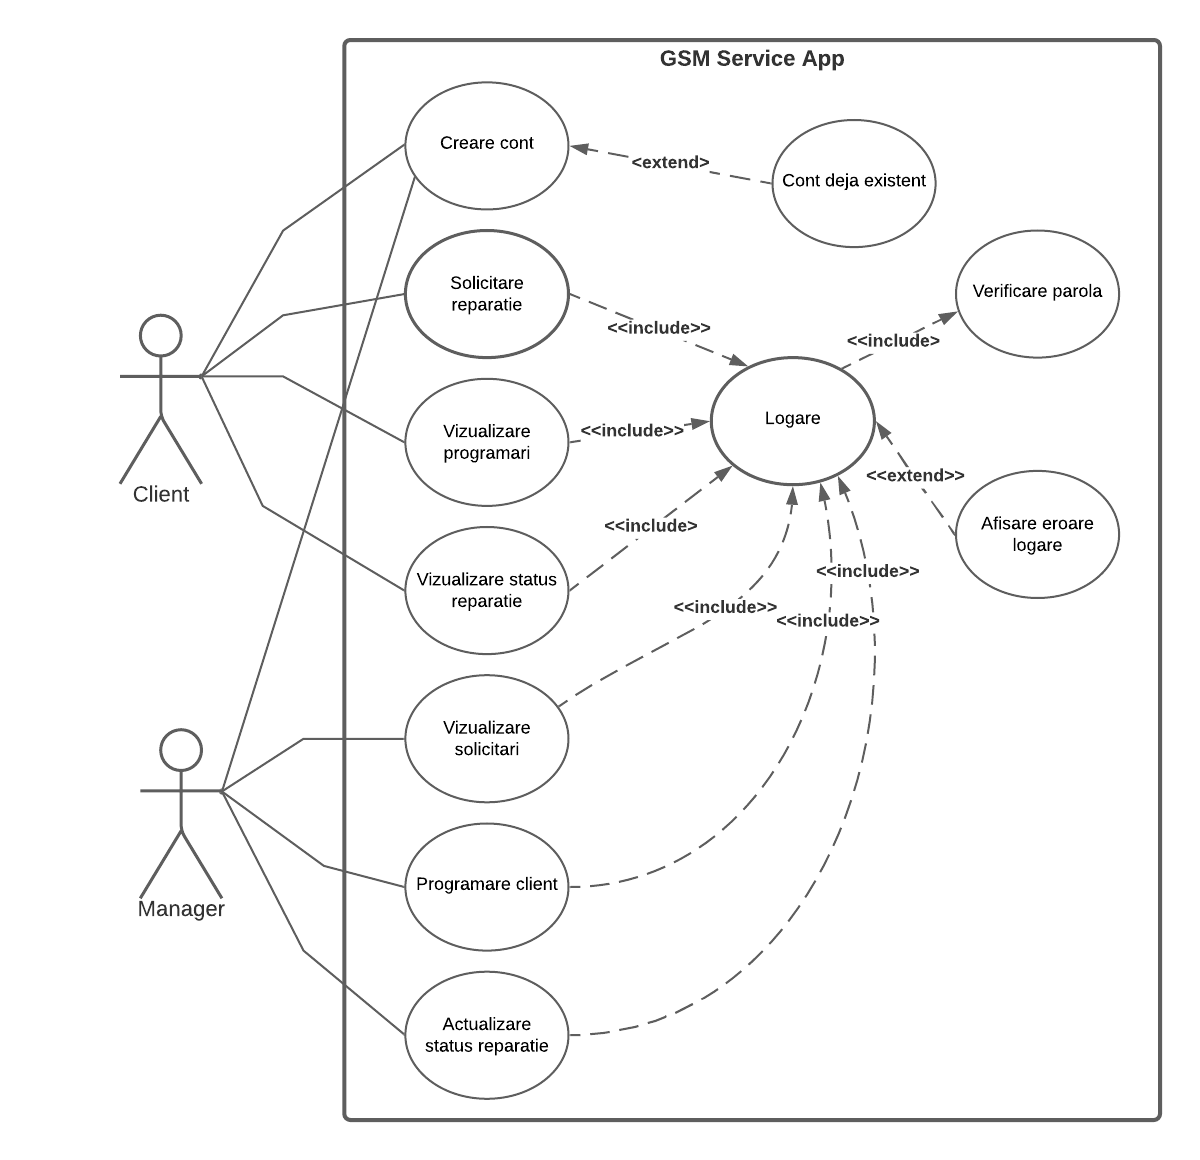 GSM Service App
Creare cont
<extend>
Cont deja existent
Solicitare
reparatie
<<include>>
Verificare parola
<<include>
Vizualizare
programari
<<include>>
Logare
<<extend>>
Client
Vizualizare status
reparatie
<<include>
Afisare eroare
logare
<<include>>
<<include>>
<<include>>
Vizualizare
solicitari
Manager
Programare client
Actualizare
status reparatie